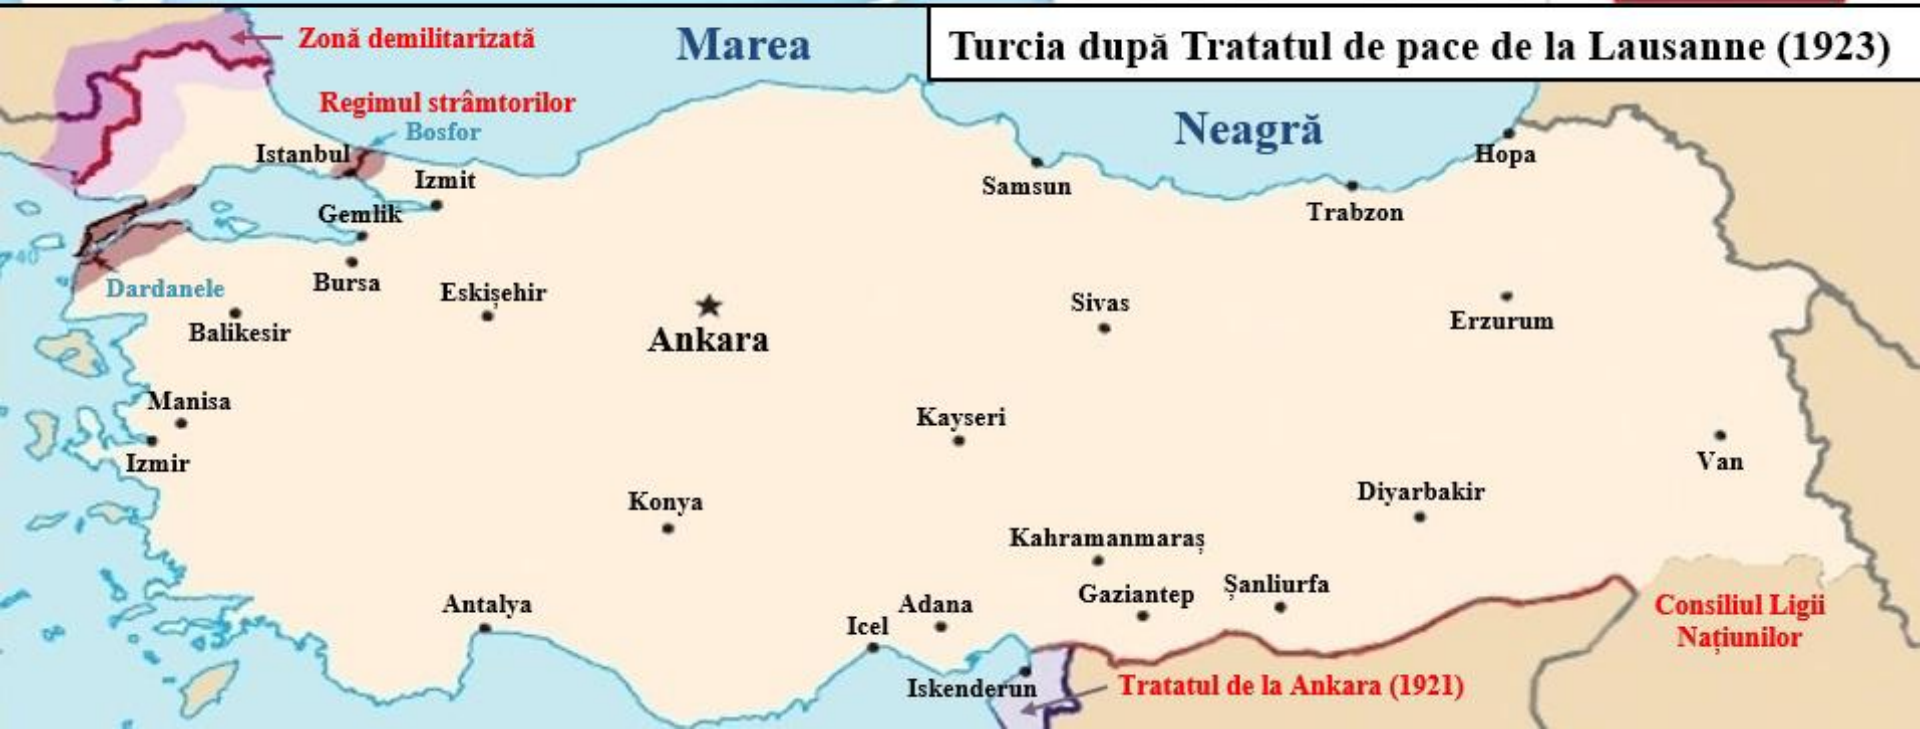 Zonă demilitarizată
Marea
Turcia după Tratatul de pace de la Lausanne (1923)
Regimul strâmtorilor
Bosfor
Neagră
Istanbul
Hopa
Izmit
Samsun
Gemlik
Trabzon
40
Dardanele
Bursa
Eskișehir
Sivas
Erzurum
Balikesir
Ankara
Manisa
Kayseri
Izmir
Van
Konya
Diyarbakir
Kahramanmaraș
Gaziantep
Șanliurfa
Antalya
Adana
Icel
Consiliul Ligii
Națiunilor
Iskenderun
Tratatul de la Ankara (1921)